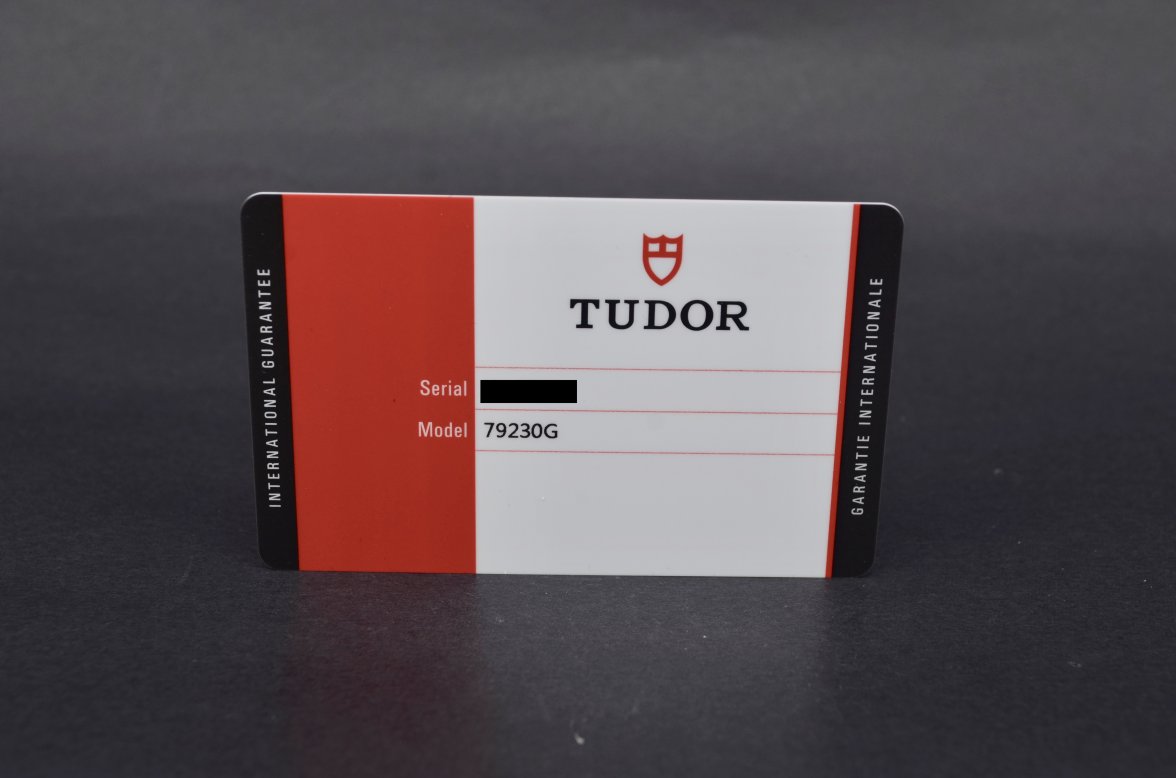 INTERNATIONAL GUARANTEE
TUDOR
Serial
Model 79230G
GARANTIE INTERNATIONALE